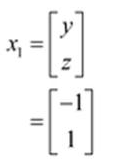 x₁ = [y
z]
= [−1
1]